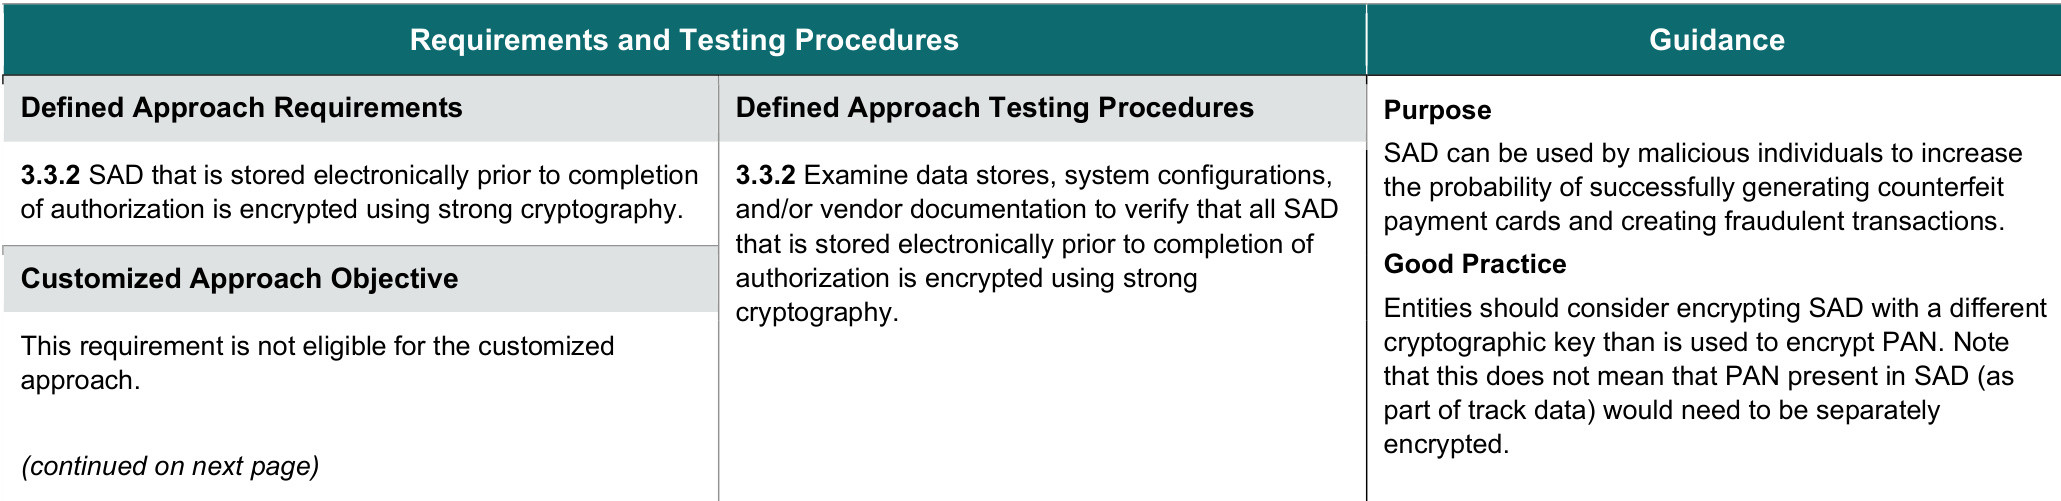 Requirements and Testing Procedures
Guidance
Defined Approach Requirements
3.3.2 SAD that is stored electronically prior to completion
of authorization is encrypted using strong cryptography.
Customized Approach Objective
This requirement is not eligible for the customized
approach.
(continued on next page)
Defined Approach Testing Procedures
3.3.2 Examine data stores, system configurations,
and/or vendor documentation to verify that all SAD
that is stored electronically prior to completion of
authorization is encrypted using strong
cryptography.
Purpose
SAD can be used by malicious individuals to increase
the probability of successfully generating counterfeit
payment cards and creating fraudulent transactions.
Good Practice
Entities should consider encrypting SAD with a different
cryptographic key than is used to encrypt PAN. Note
that this does not mean that PAN present in SAD (as
part of track data) would need to be separately
encrypted.